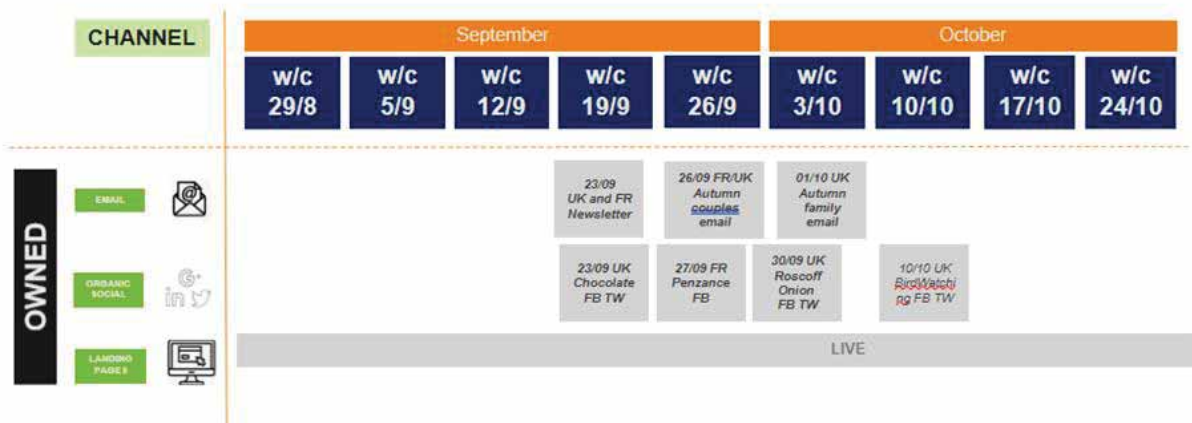 CHANNEL
September
October
w/c
29/8
w/c
5/9
w/c
12/9
w/c
19/9
w/c
26/9
w/c
3/10
w/c
10/10
w/c
17/10
w/c
24/10
OWNED
EMAIL
23/09
UK and FR
Newsletter
26/09 FR/UK
Autumn
couples
email
01/10 UK
Autumn
family
email
ORGANIC
SOCIAL
G+
in
23/09 UK
Chocolate
FB TW
27/09 FR
Penzance
FB
30/09 UK
Roscoff
Onion
FB TW
10/10 UK
BirdWatchi
ng FB TW
LANDING
PAGES
LIVE